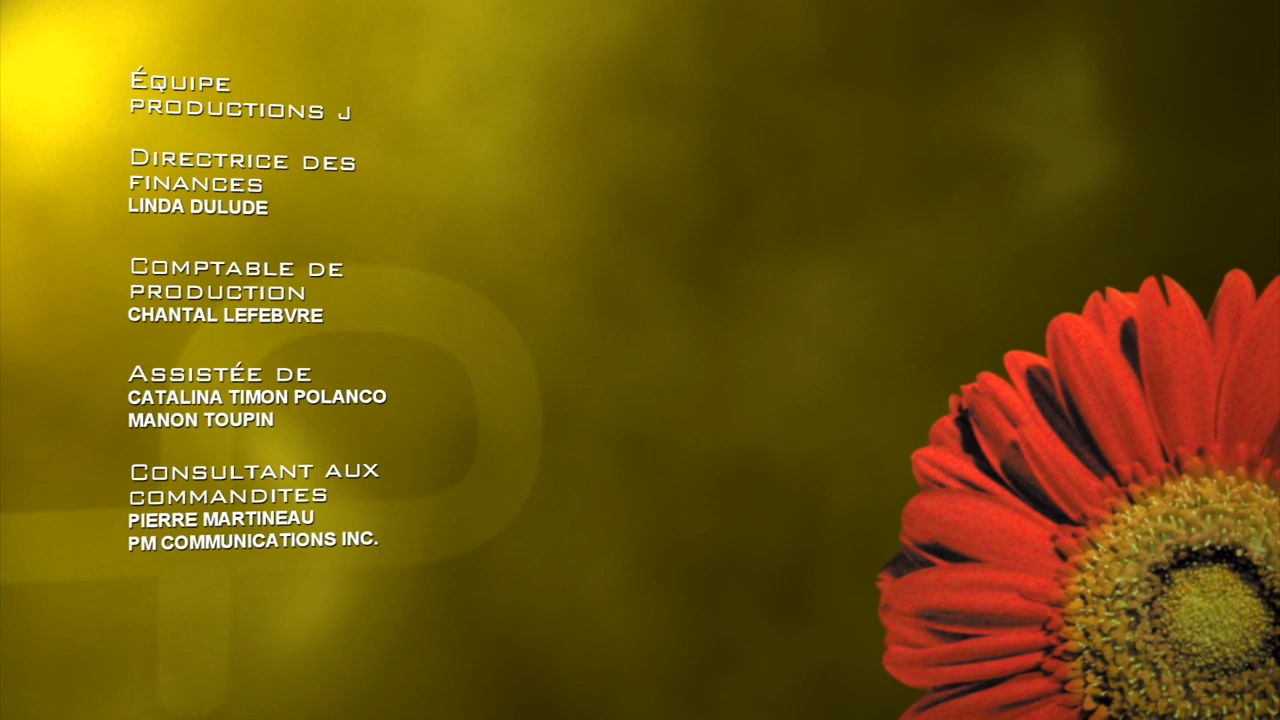 Équipe
productions J
Directrice des
finances
LINDA DULUDE
Comptable de
production
CHANTAL LEFEBVRE
Assistée de
CATALINA TIMON POLANCO
MANON TOUPIN
Consultant aux
commandites
PIERRE MARTINEAU
PM COMMUNICATIONS INC.